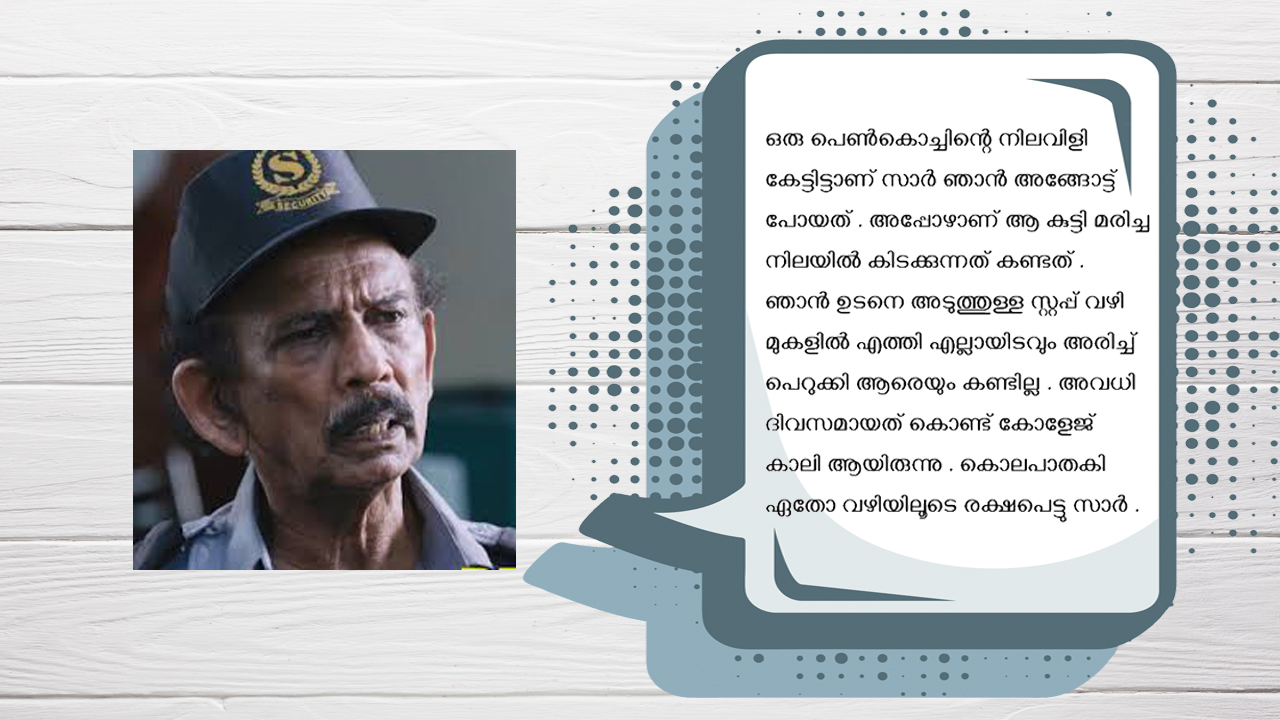 S
SECURITY
ഒരു പെൺകൊച്ചിന്റെ നിലവിളി
കേട്ടിട്ടാണ് സാർ ഞാൻ അങ്ങോട്ട്
പോയത് . അപ്പോഴാണ് ആ കുട്ടി മരിച്ച
നിലയിൽ കിടക്കുന്നത് കണ്ടത് .
ഞാൻ ഉടനെ അടുത്തുള്ള സ്റ്റപ്പ് വഴി
മുകളിൽ എത്തി എല്ലായിടവും അരിച്ച്
പെറുക്കി ആരെയും കണ്ടില്ല . അവധി
ദിവസമായത് കൊണ്ട് കോളേജ്
കാലി ആയിരുന്നു . കൊലപാതകി
ഏതോ വഴിയിലൂടെ രക്ഷപെട്ടു സാർ .